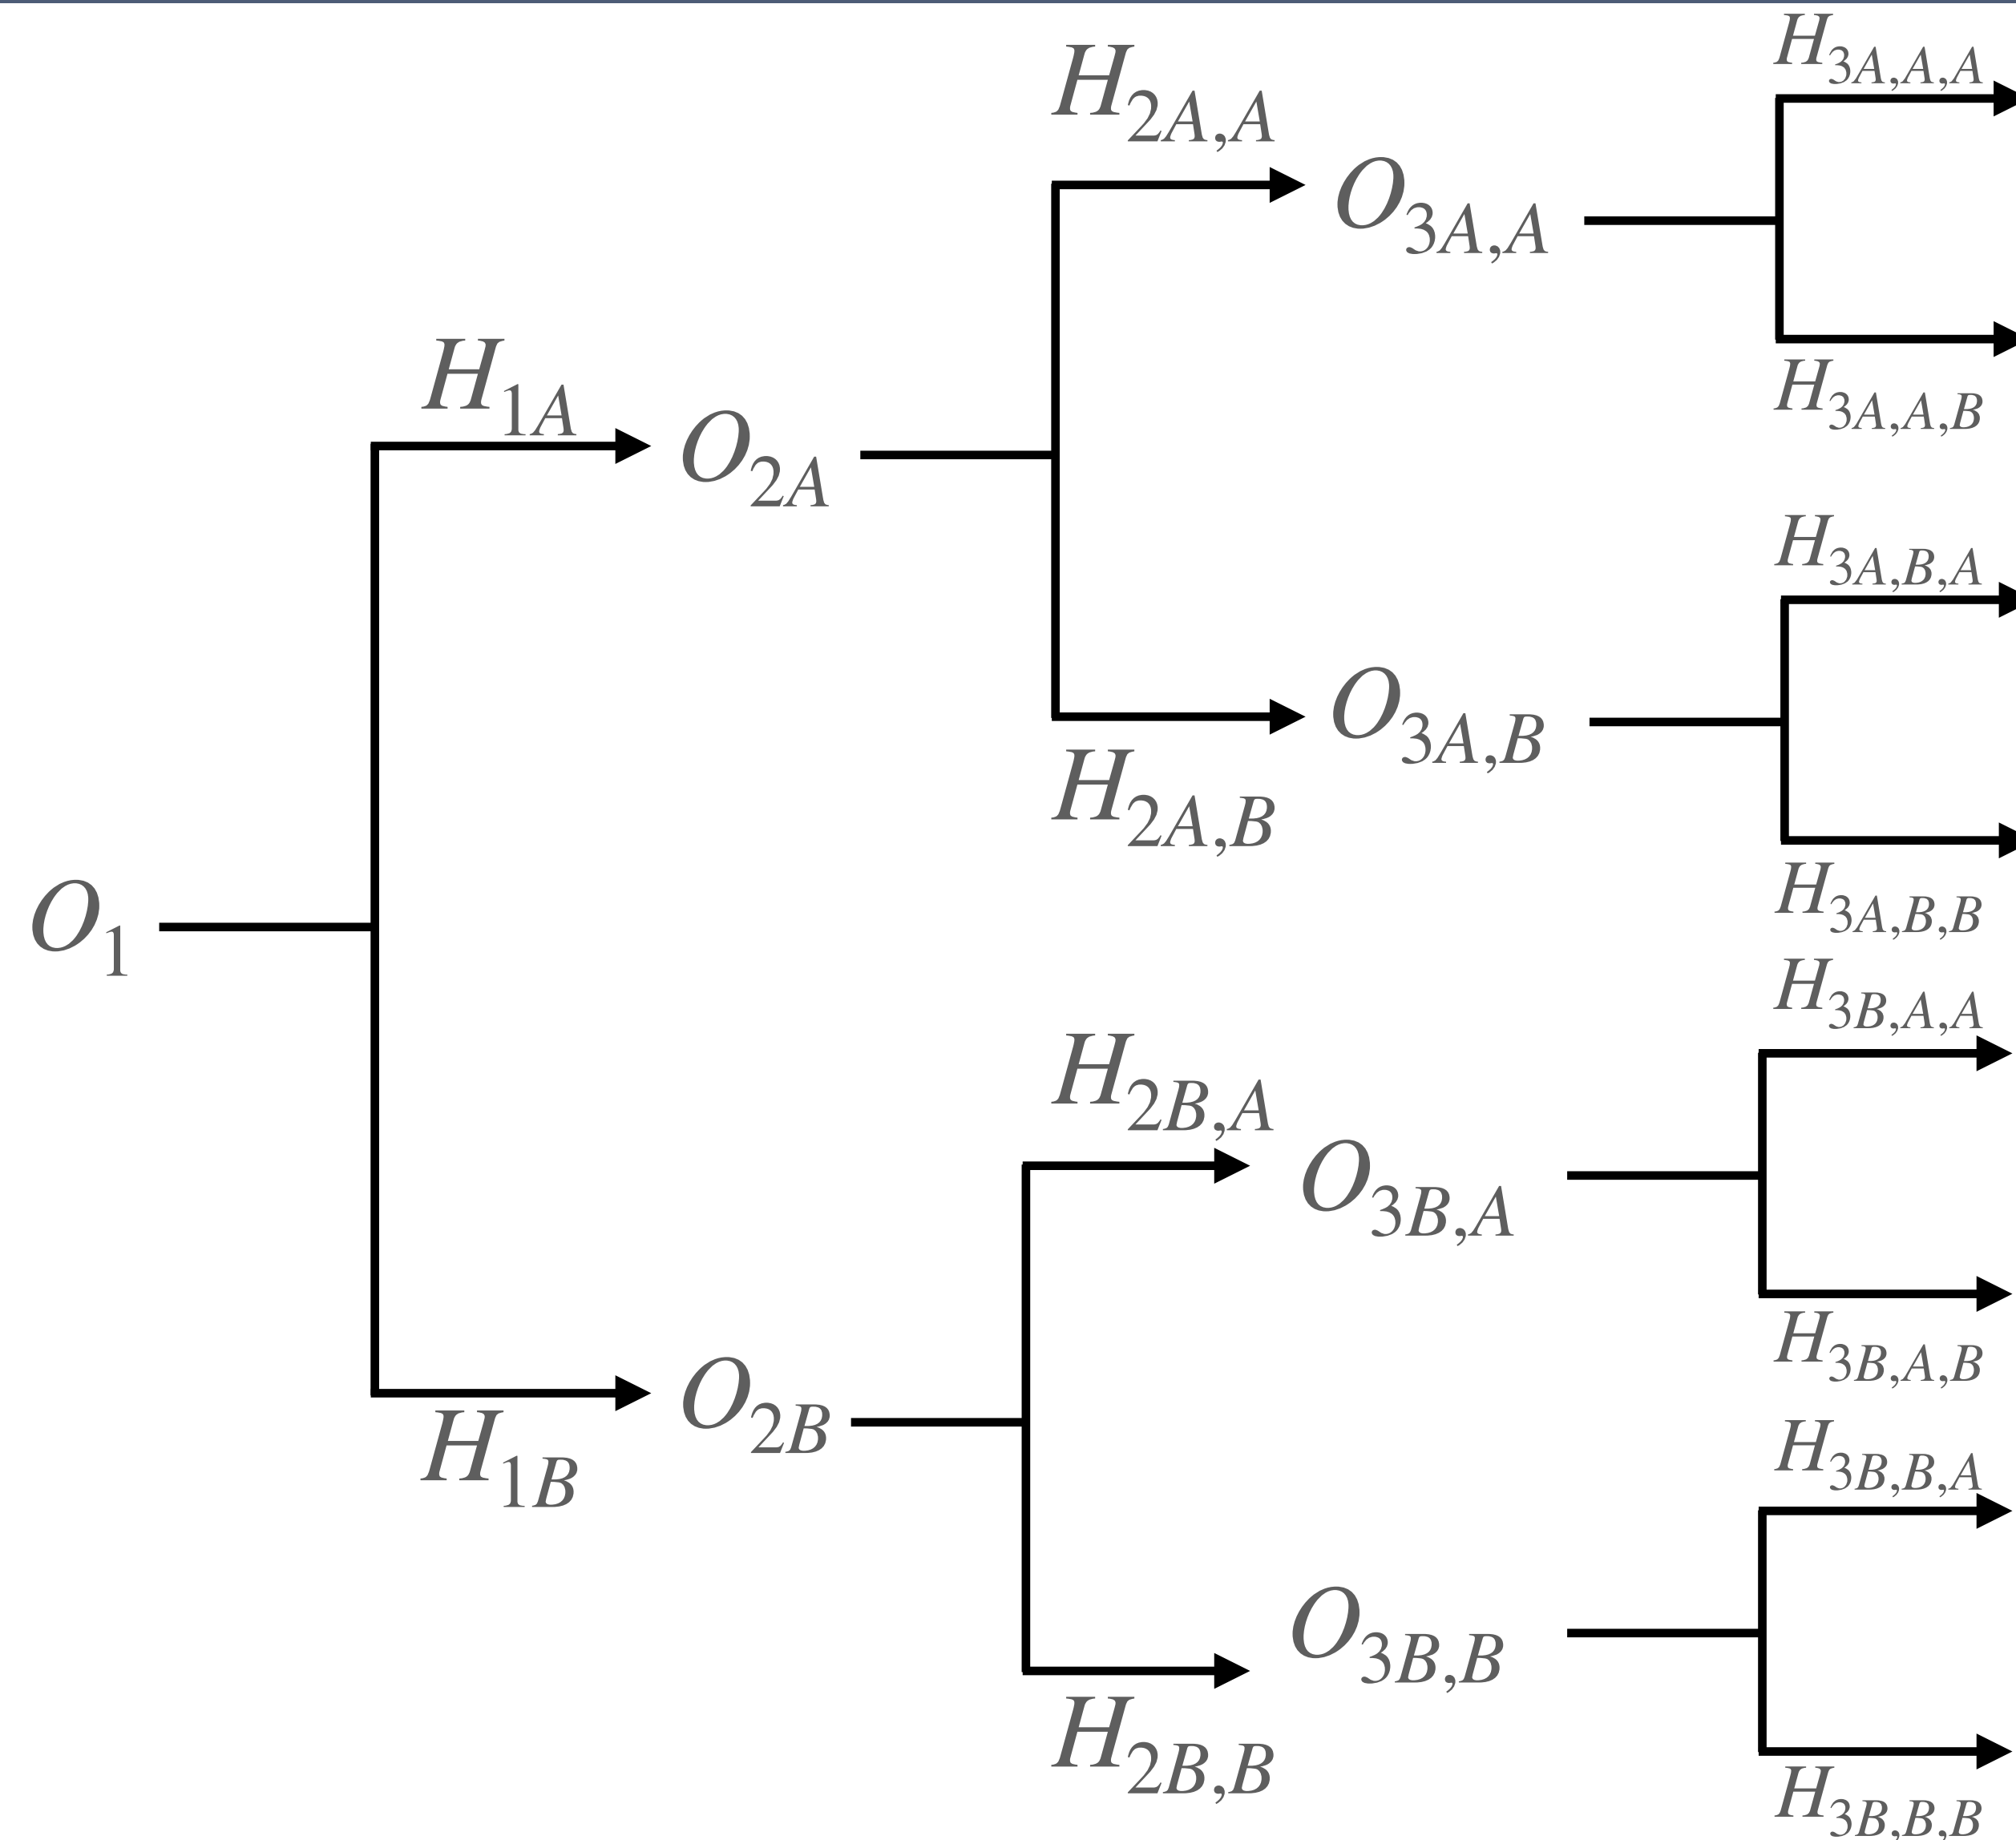 H3A,A,A
H2A,A
O3A,A
H1A
H3A,A,B
O2A
H3A,B,A
O3A,B
H2A,B
H3A,B,B
O1
H3B,A,A
H2B,A
O3B,A
H3B,A,B
O2B
H1B
H3B,B,A
O3B,B
H2B,B
H3B,B,B